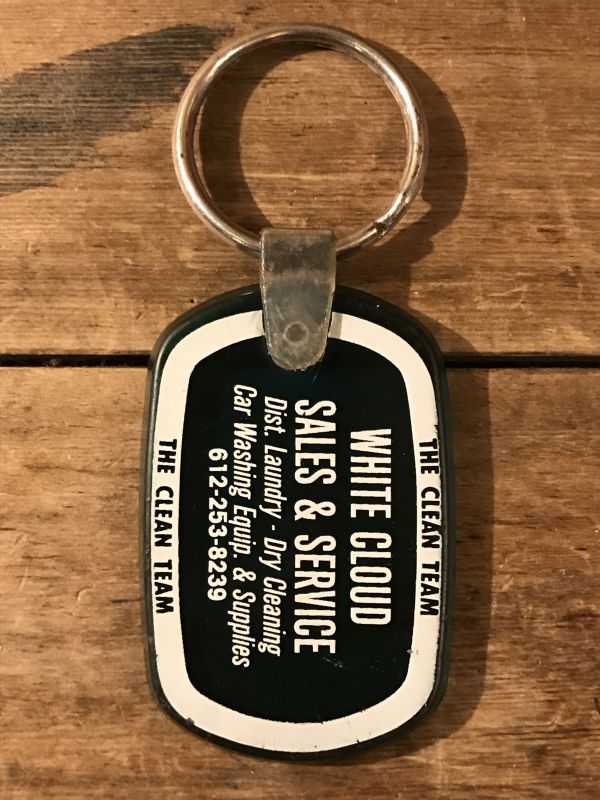 THE CLEAN TEAM
WHITE CLOUD
SALES & SERVICE
Dist. Laundry - Dry Cleaning
Car Washing Equip. & Supplies
612-253-8239
THE CLEAN TEAM